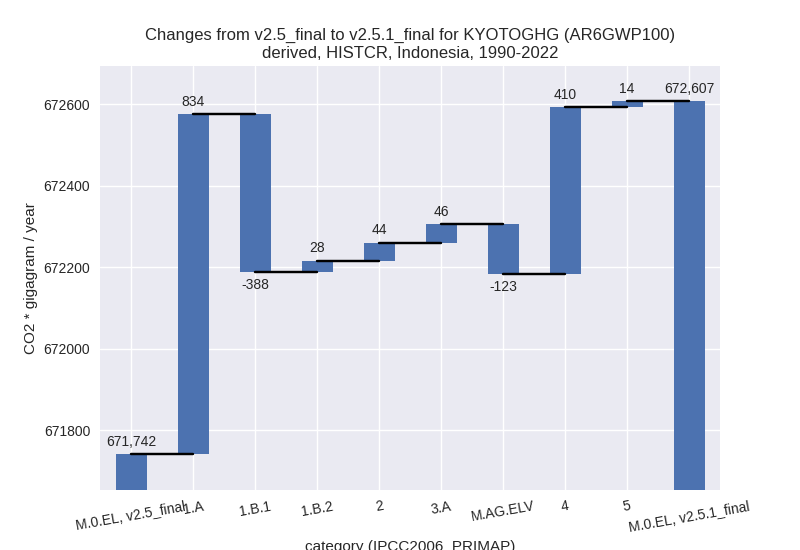 Changes from v2.5_final to v2.5.1_final for KYOTOGHG (AR6GWP100)
derived, HISTCR, Indonesia, 1990-2022
CO2 * gigagram / year
672600
672400
672200
672000
671800
671,742
834
-388
28
44
46
-123
410
14
672,607
M.0.EL, v2.5_final
1.A
1.B.1
1.B.2
2
3.A
M.AG.ELV
4
5
M.0.EL, v2.5.1_final
category (IPCC2006_PRIMAP)